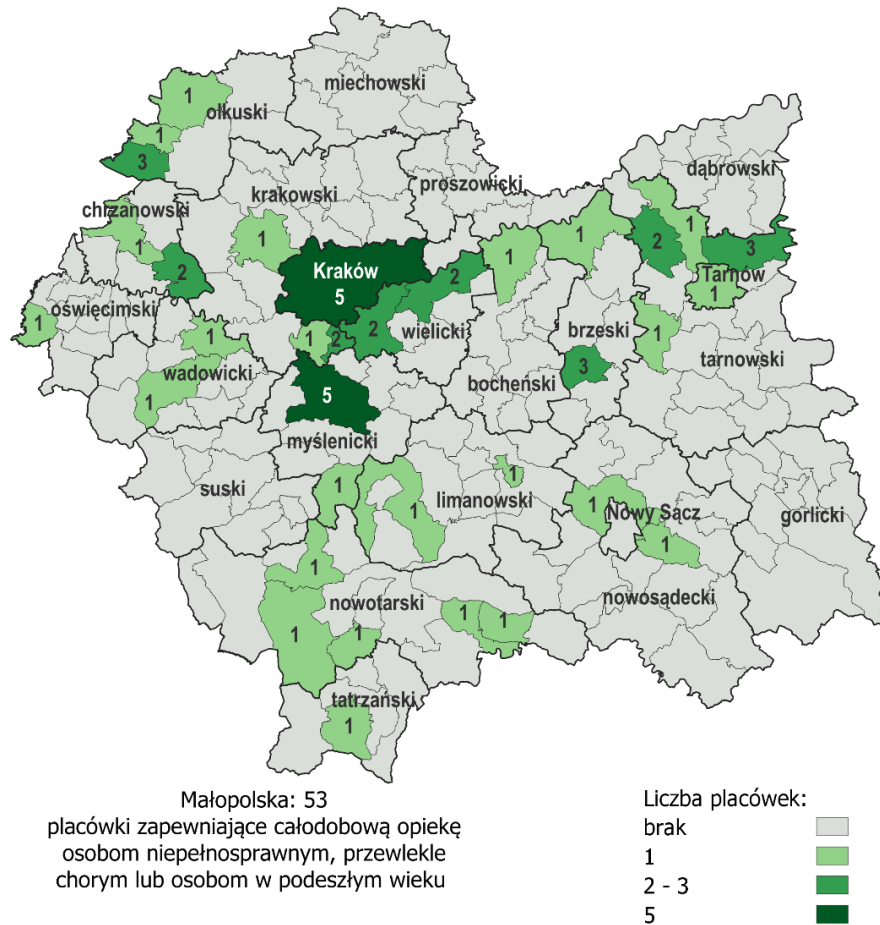 miechowski
1
olkuski
1
3
dąbrowski
proszowicki
krakowski
chrzanowski
1
1
1
1
2
1
3
Kraków
5
2
2
Tarnów
1
oświęcimski
1
1
1
2
2
wielicki
brzeski
1
tarnowski
wadowicki
1
3
bocheński
5
myślenicki
suski
1
1
limanowski
1
1
Nowy Sącz
1
gorlicki
1
nowotarski
nowosądecki
1
1
1
1
tatrzański
1
Małopolska: 53
placówki zapewniające całodobową opiekę
osobom niepełnosprawnym, przewlekle
chorym lub osobom w podeszłym wieku
Liczba placówek:
brak
1
2 - 3
5